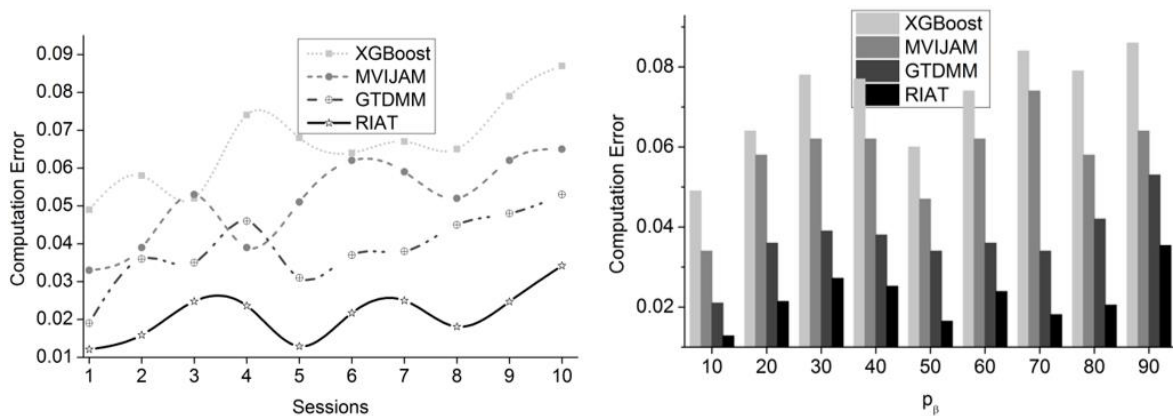 0.09
0.08
0.07
0.06
0.05
0.04
0.03
0.02
0.01
Computation Error
XGBoost
MVIJAM
GTDMM
RIAT
1 2 3 4 5 6 7 8 9 10
Sessions
0.08
0.06
0.04
0.02
Computation Error
XGBoost
MVIJAM
GTDMM
RIAT
10 20 30 40 50 60 70 80 90
pβ